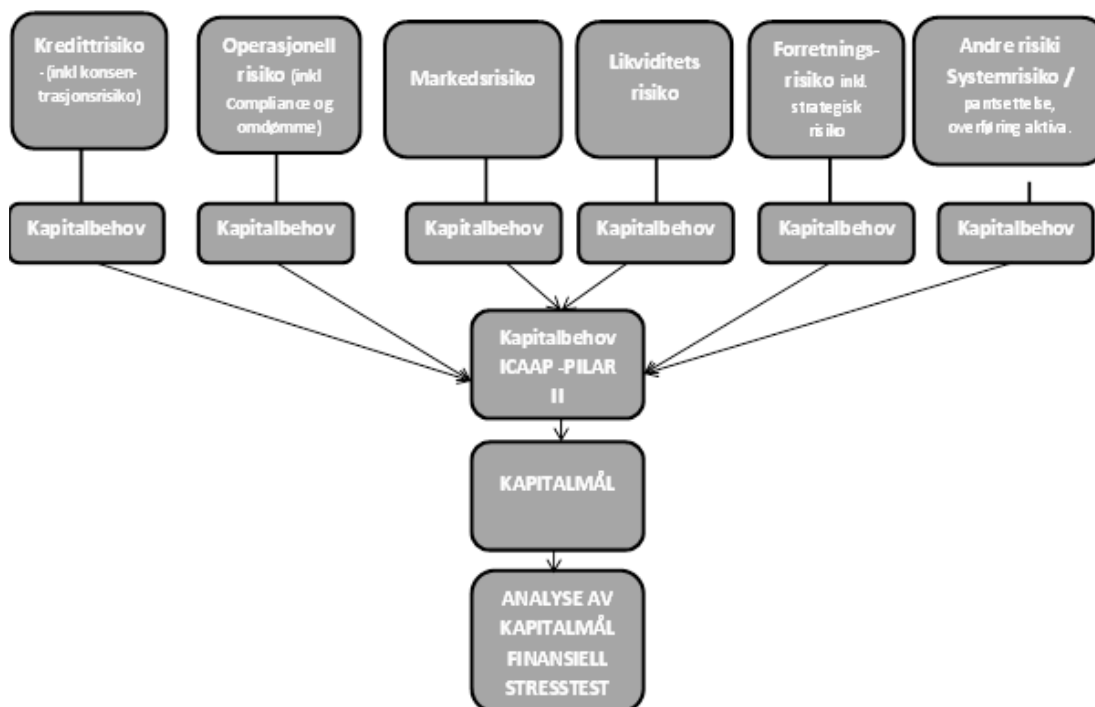 Kredittrisiko
- (inkl konsen-
trasjonsrisiko)
Operasjonell
risiko (inkl
Compliance og
omdømme)
Markedsrisiko
Likviditets
risiko
Forretnings-
risiko inkl.
strategisk
risiko
Andre risiki
Systemrisiko /
pantsettelse,
overføring aktiva.
Kapitalbehov
Kapitalbehov
Kapitalbehov
Kapitalbehov
Kapitalbehov
Kapitalbehov
Kapitalbehov
ICAAP -PILAR
II
KAPITALMÅL
ANALYSE AV
KAPITALMÅL
FINANSIELL
STRESSTEST